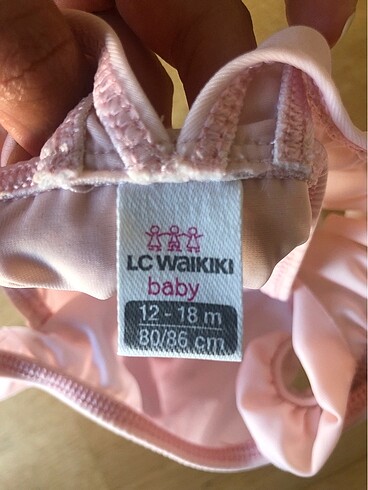 LC WAIKIKI
baby
12 - 18 m
80/86 cm